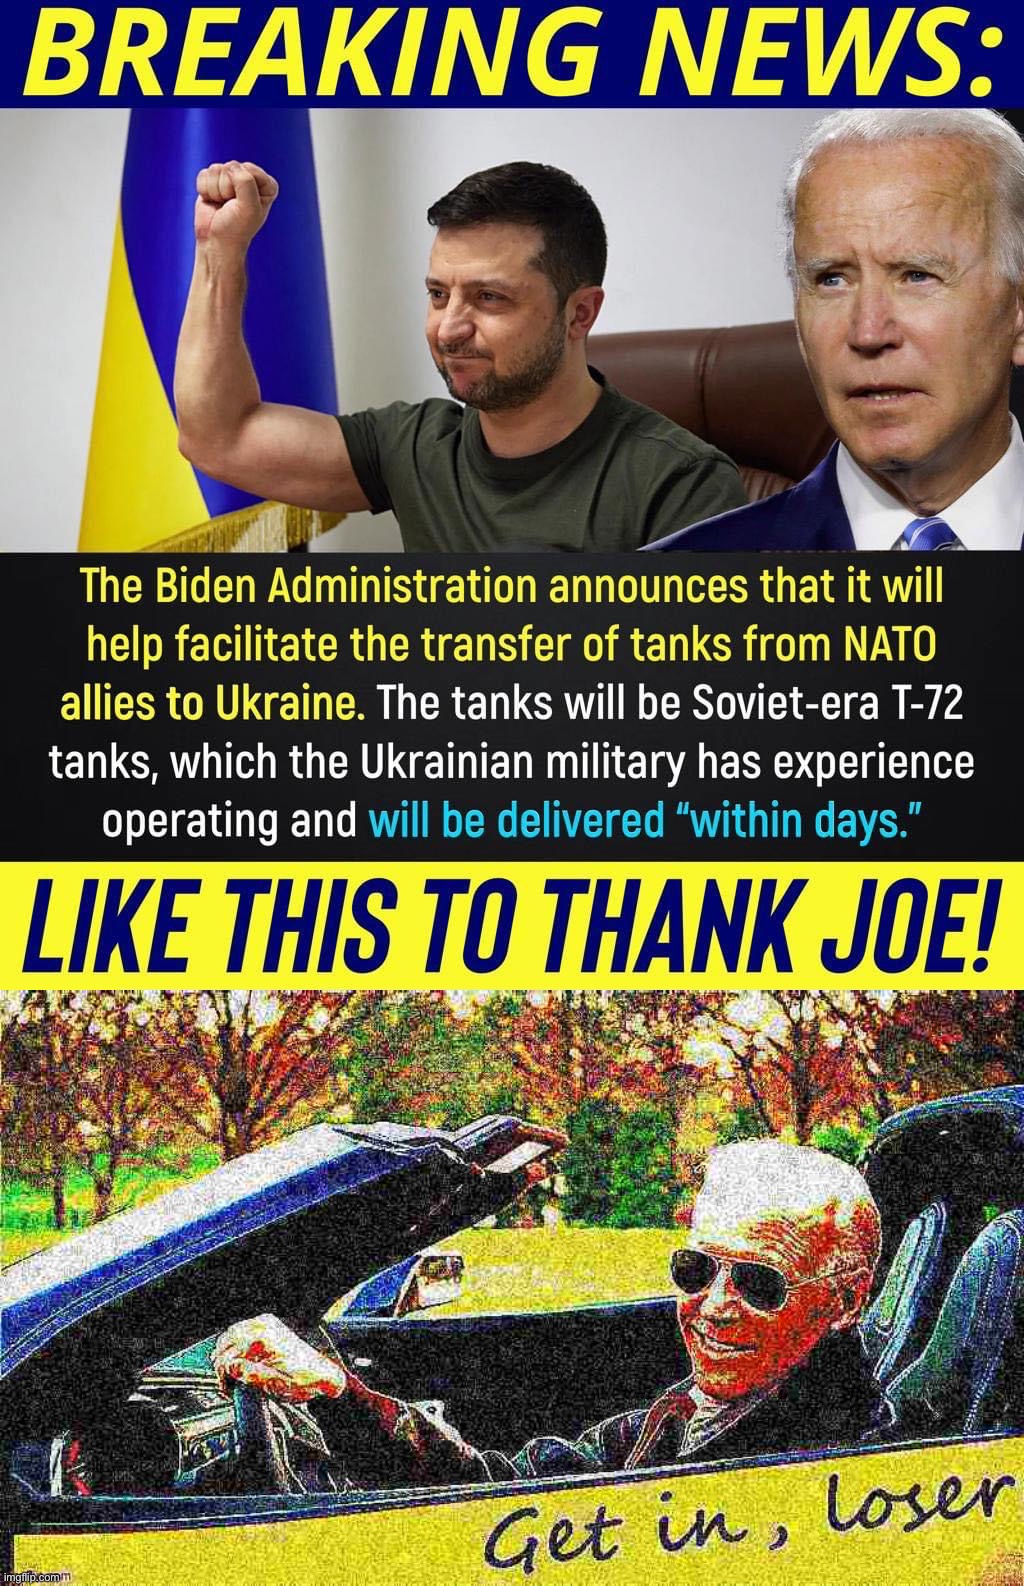 BREAKING NEWS:
The Biden Administration announces that it will
help facilitate the transfer of tanks from NATO
allies to Ukraine. The tanks will be Soviet-era T-72
tanks, which the Ukrainian military has experience
operating and will be delivered “within days.”
LIKE THIS TO THANK JOE!
Get in, loser
imgflip.com